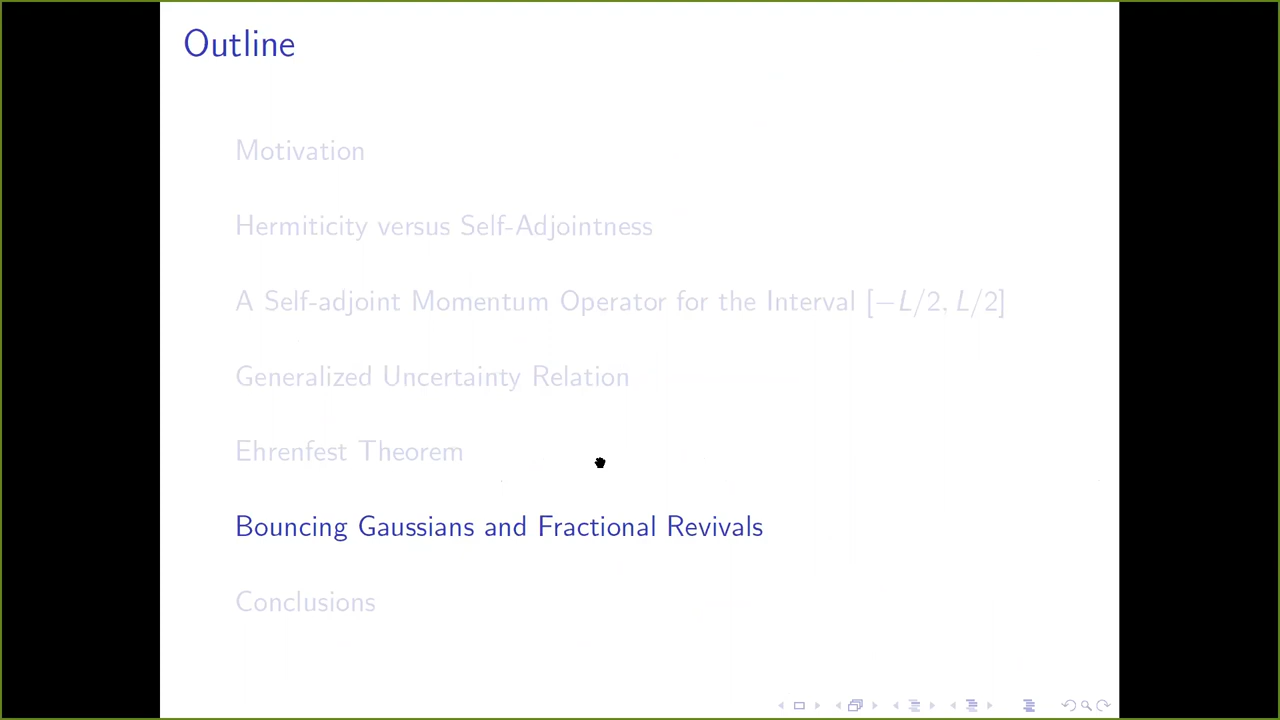 Outline
Motivation
Hermiticity versus Self-Adjointness
A Self-adjoint Momentum Operator for the Interval [−L/2, L/2]
Generalized Uncertainty Relation
Ehrenfest Theorem
Bouncing Gaussians and Fractional Revivals
Conclusions